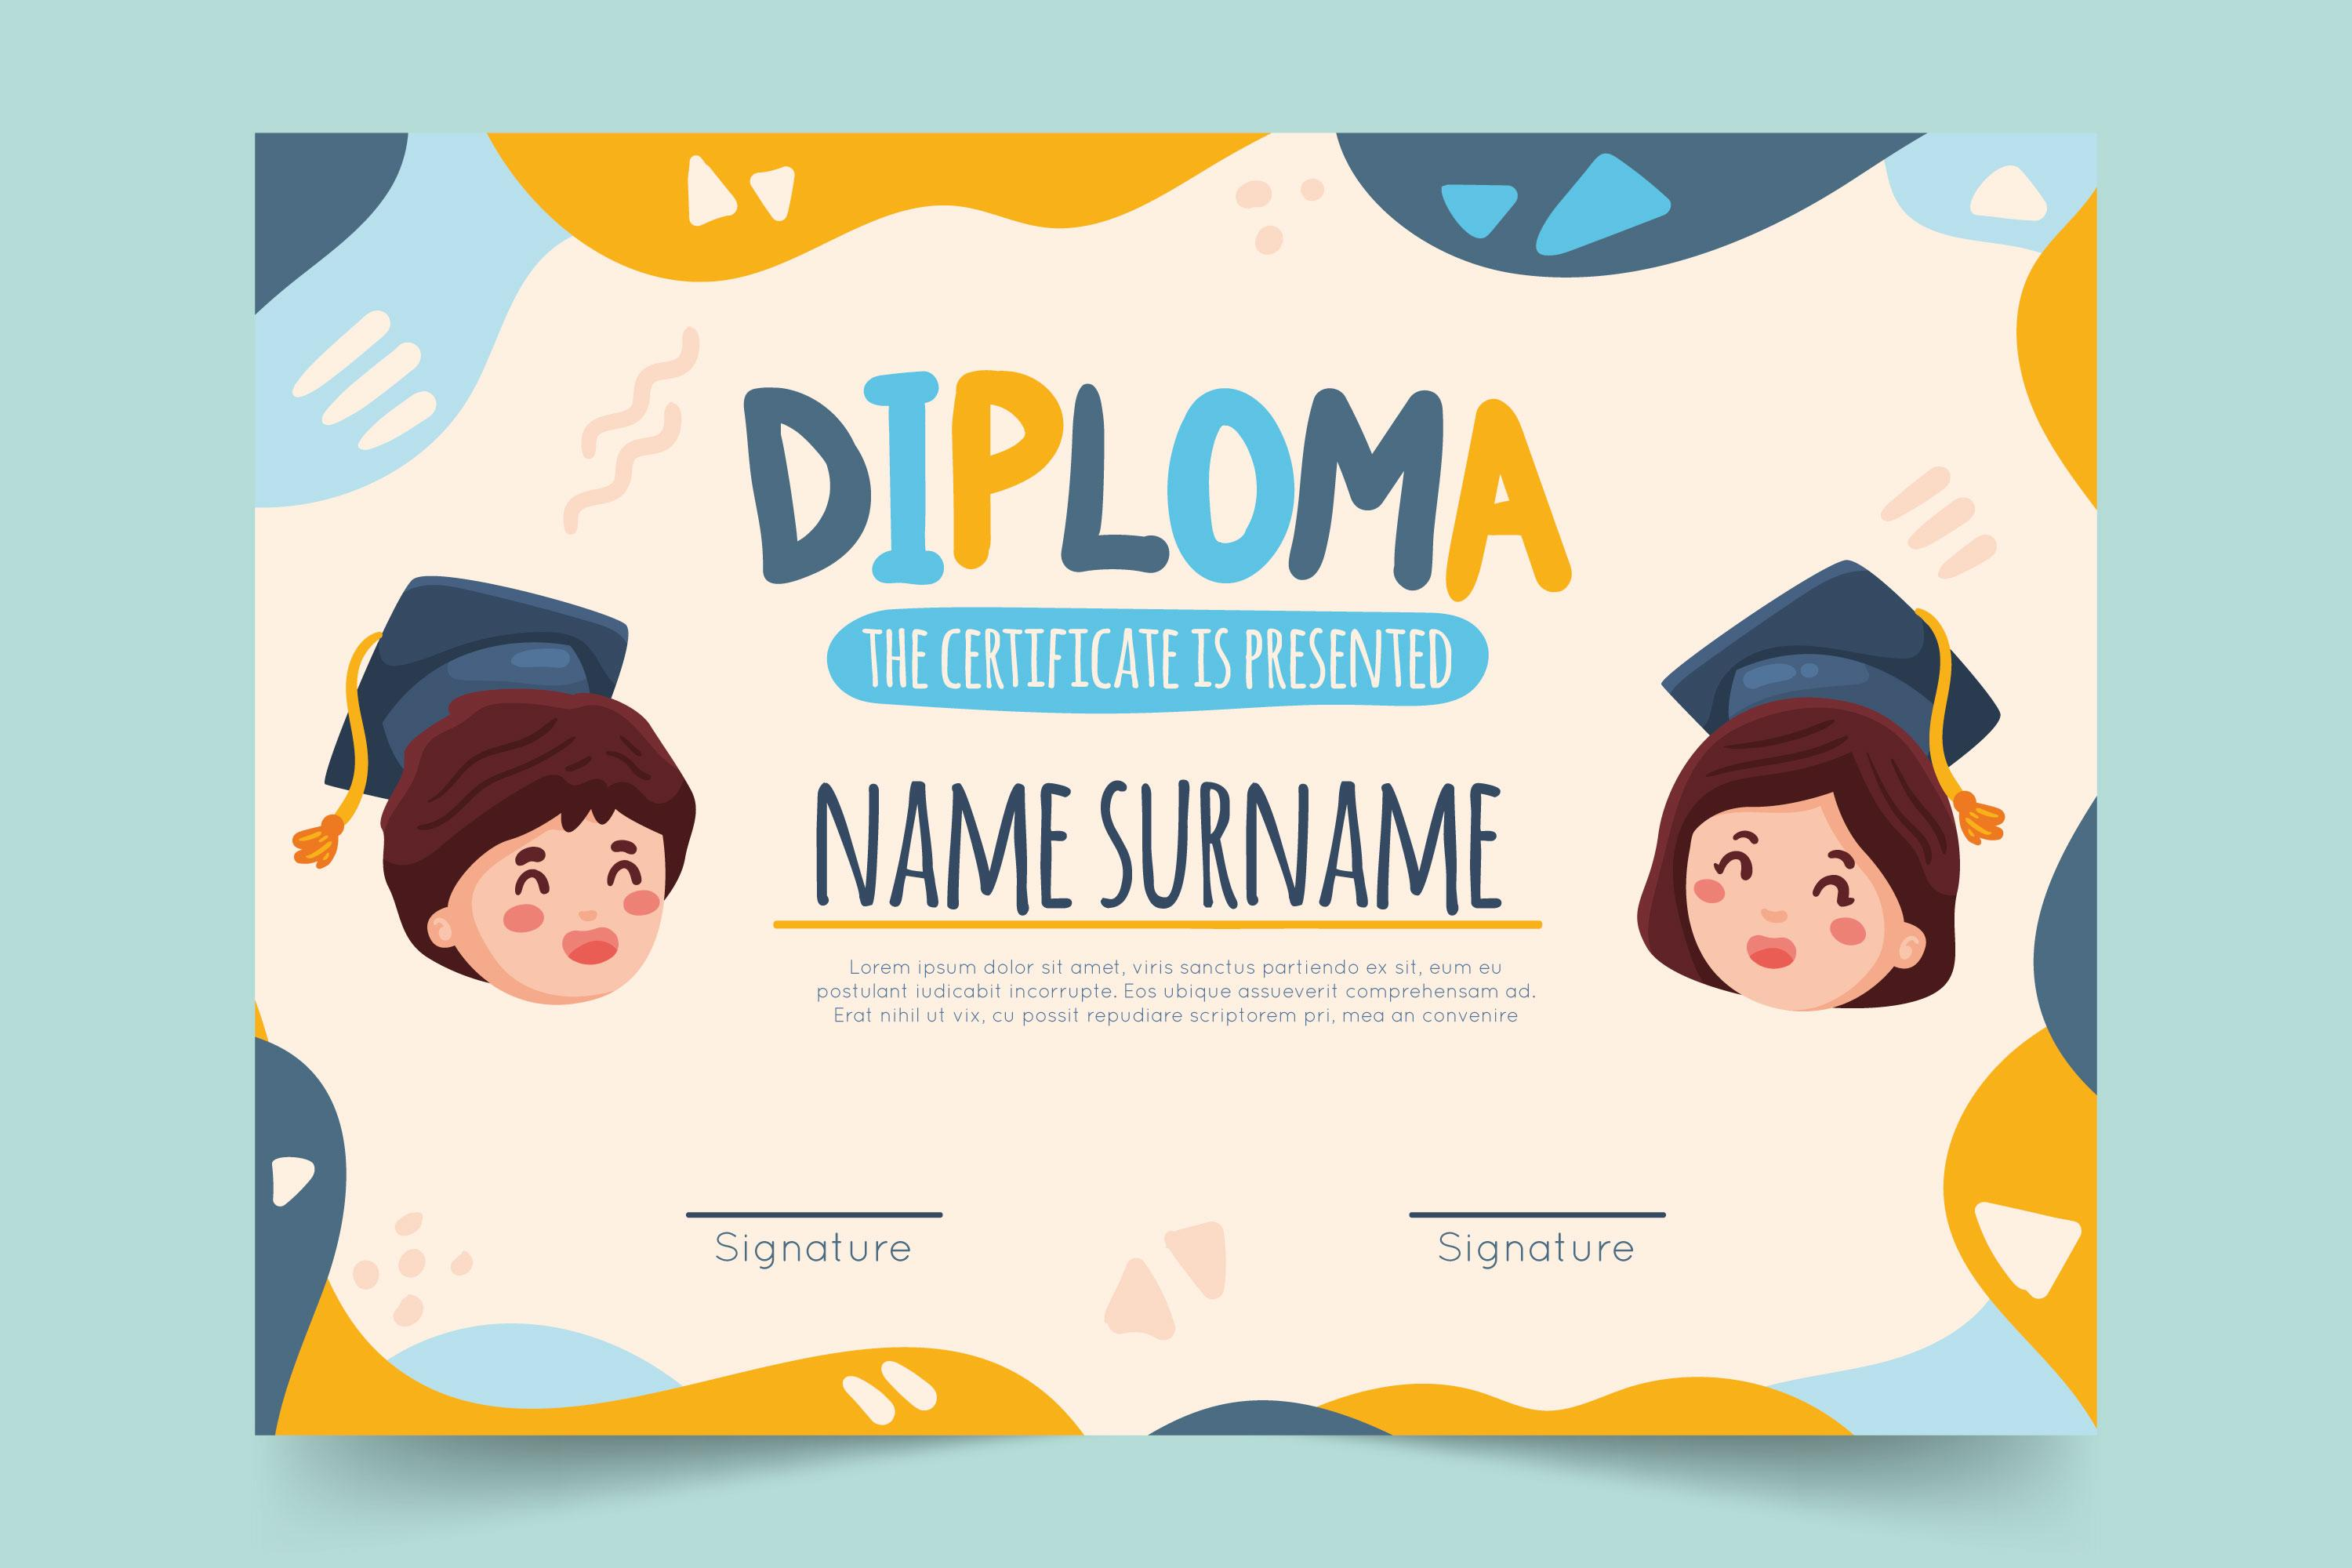 DIPLOMA
THE CERTIFICATE IS PRESENTED
NAME SURNAME
Lorem ipsum dolor sit amet, viris sanctus partiendo ex sit, eum eu
postulant iudicabit incorrupte. Eos ubique assueverit comprehensam ad.
Erat nihil ut vix, cu possit repudiare scriptorem pri, mea an convenire
Signature
Signature